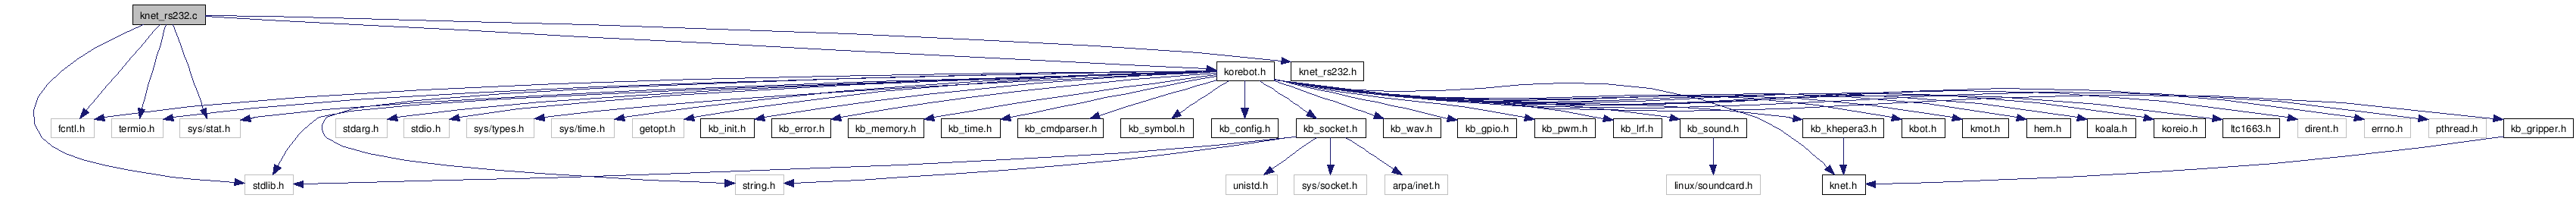 knet_rs232.c
korebot.h
knet_rs232.h
fcntl.h
termio.h
sys/stat.h
stdarg.h
stdio.h
sys/types.h
sys/time.h
getopt.h
kb_init.h
kb_error.h
kb_memory.h
kb_time.h
kb_cmdparser.h
kb_symbol.h
kb_config.h
kb_socket.h
kb_wav.h
kb_gpio.h
kb_pwm.h
kb_lrf.h
kb_sound.h
kb_khepera3.h
kbot.h
kmot.h
hem.h
koala.h
koreio.h
ltc1663.h
dirent.h
errno.h
pthread.h
kb_gripper.h
stdlib.h
string.h
unistd.h
sys/socket.h
arpa/inet.h
linux/soundcard.h
knet.h